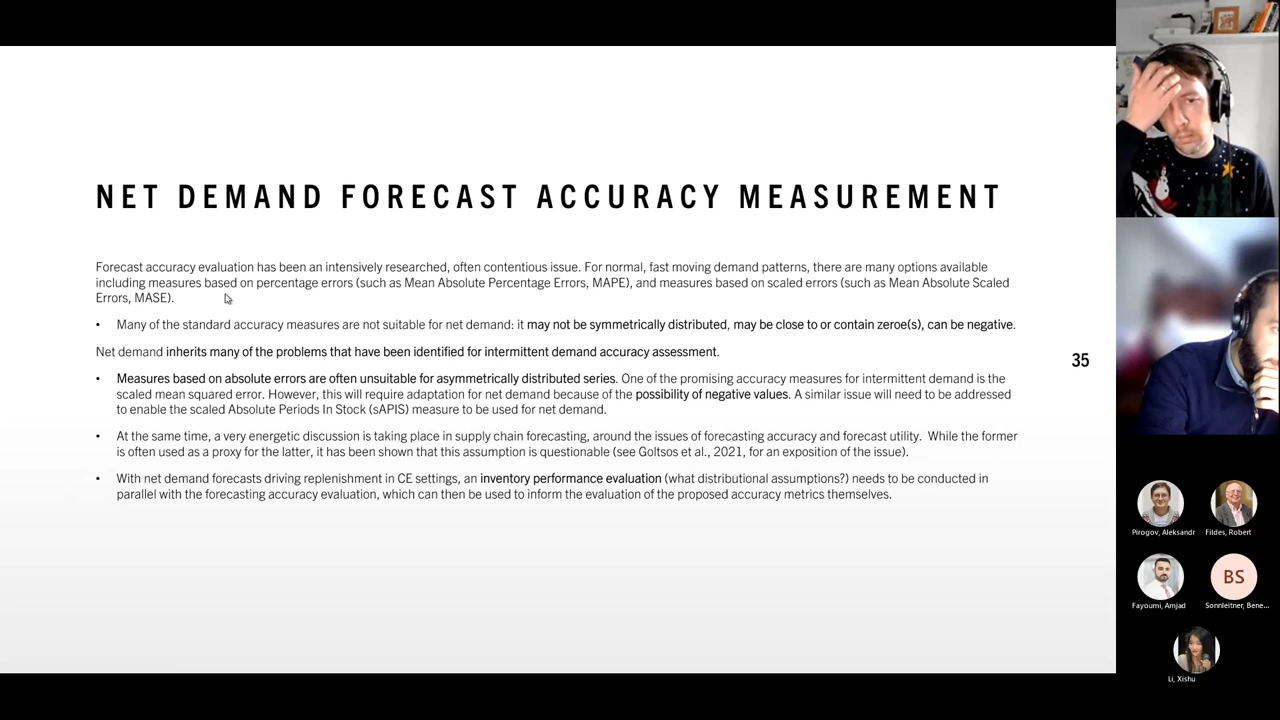 NET DEMAND FORECAST ACCURACY MEASUREMENT
Forecast accuracy evaluation has been an intensively researched, often contentious issue. For normal, fast moving demand patterns, there are many options available
including measures based on percentage errors (such as Mean Absolute Percentage Errors, MAPE), and measures based on scaled errors (such as Mean Absolute Scaled
Errors, MASE).
• Many of the standard accuracy measures are not suitable for net demand: it may not be symmetrically distributed, may be close to or contain zeroe(s), can be negative.
Net demand inherits many of the problems that have been identified for intermittent demand accuracy assessment.
• Measures based on absolute errors are often unsuitable for asymmetrically distributed series. One of the promising accuracy measures for intermittent demand is the
scaled mean squared error. However, this will require adaptation for net demand because of the possibility of negative values. A similar issue will need to be addressed
to enable the scaled Absolute Periods In Stock (sAPIS) measure to be used for net demand.
• At the same time, a very energetic discussion is taking place in supply chain forecasting, around the issues of forecasting accuracy and forecast utility. While the former
is often used as a proxy for the latter, it has been shown that this assumption is questionable (see Goltsos et al., 2021, for an exposition of the issue).
• With net demand forecasts driving replenishment in CE settings, an inventory performance evaluation (what distributional assumptions?) needs to be conducted in
parallel with the forecasting accuracy evaluation, which can then be used to inform the evaluation of the proposed accuracy metrics themselves.
35
Pirogov, Aleksandr
Fildes, Robert
Fayoumi, Amjad
BS
Sonnleitner, Bene...
Li, Xishu